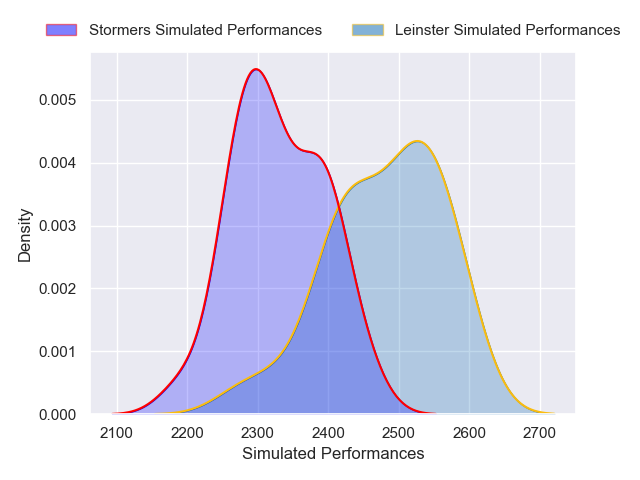 Stormers Simulated Performances Leinster Simulated Performances
0.005
0.004
0.003
0.002
0.001
0.000
Density
2100 2200 2300 2400 2500 2600 2700
Simulated Performances